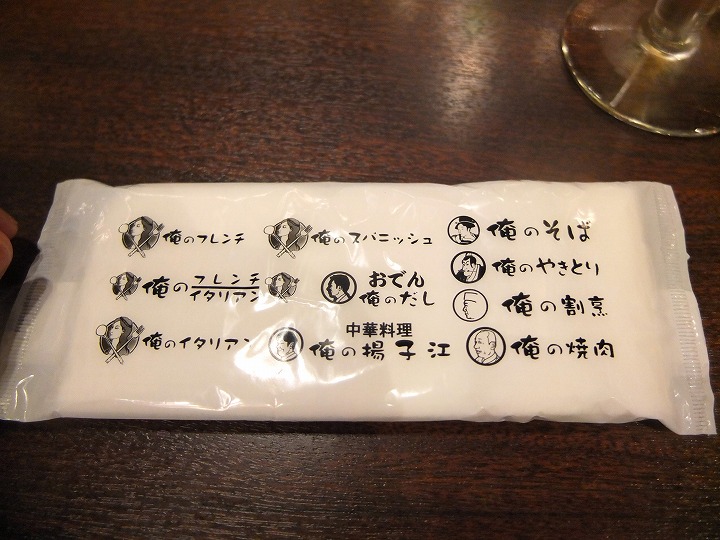 俺のフレンチ
俺のスパニッシュ
俺のそば
俺のやきとり
俺のフレンチ
イタリアン
おでん
俺のだし
俺の割烹
俺のイタリアン
中華料理
俺の揚子江
俺の焼肉